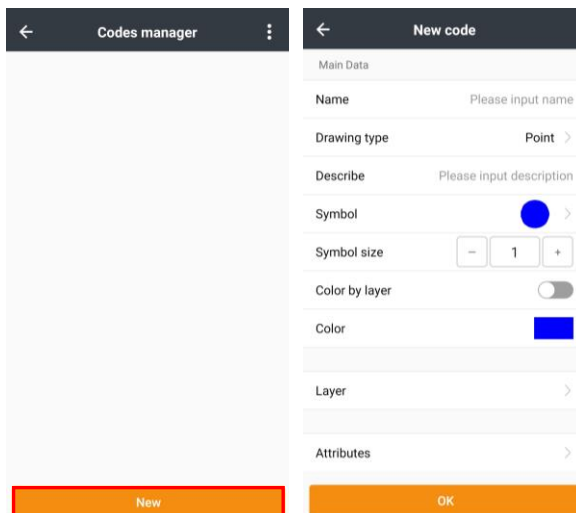 Codes manager
New
New code
Main Data
Name Please input name
Drawing type Point
Describe Please input description
Symbol
Symbol size - 1 +
Color by layer
Color
Layer
Attributes
OK